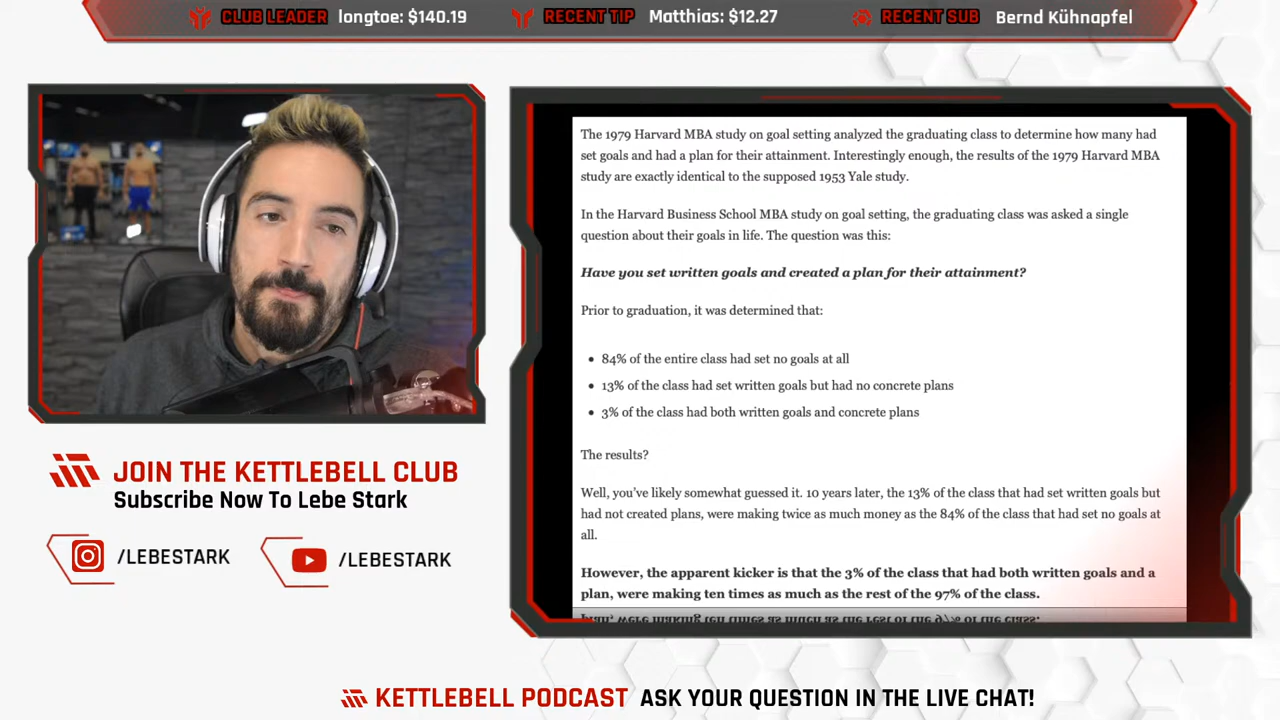 CLUB LEADER longtoe: $140.19 RECENT TIP Matthias: $12.27 RECENT SUB Bernd Kühnapfel
The 1979 Harvard MBA study on goal setting analyzed the graduating class to determine how many had
set goals and had a plan for their attainment. Interestingly enough, the results of the 1979 Harvard MBA
study are exactly identical to the supposed 1953 Yale study.
In the Harvard Business School MBA study on goal setting, the graduating class was asked a single
question about their goals in life. The question was this:
Have you set written goals and created a plan for their attainment?
Prior to graduation, it was determined that:
• 84% of the entire class had set no goals at all
• 13% of the class had set written goals but had no concrete plans
• 3% of the class had both written goals and concrete plans
The results?
Well, you've likely somewhat guessed it. 10 years later, the 13% of the class that had set written goals but
had not created plans, were making twice as much money as the 84% of the class that had set no goals at
all.
However, the apparent kicker is that the 3% of the class that had both written goals and a
plan, were making ten times as much as the rest of the 97% of the class.
JOIN THE KETTLEBELL CLUB
Subscribe Now To Lebe Stark
/LEBESTARK /LEBESTARK
KETTLEBELL PODCAST ASK YOUR QUESTION IN THE LIVE CHAT!